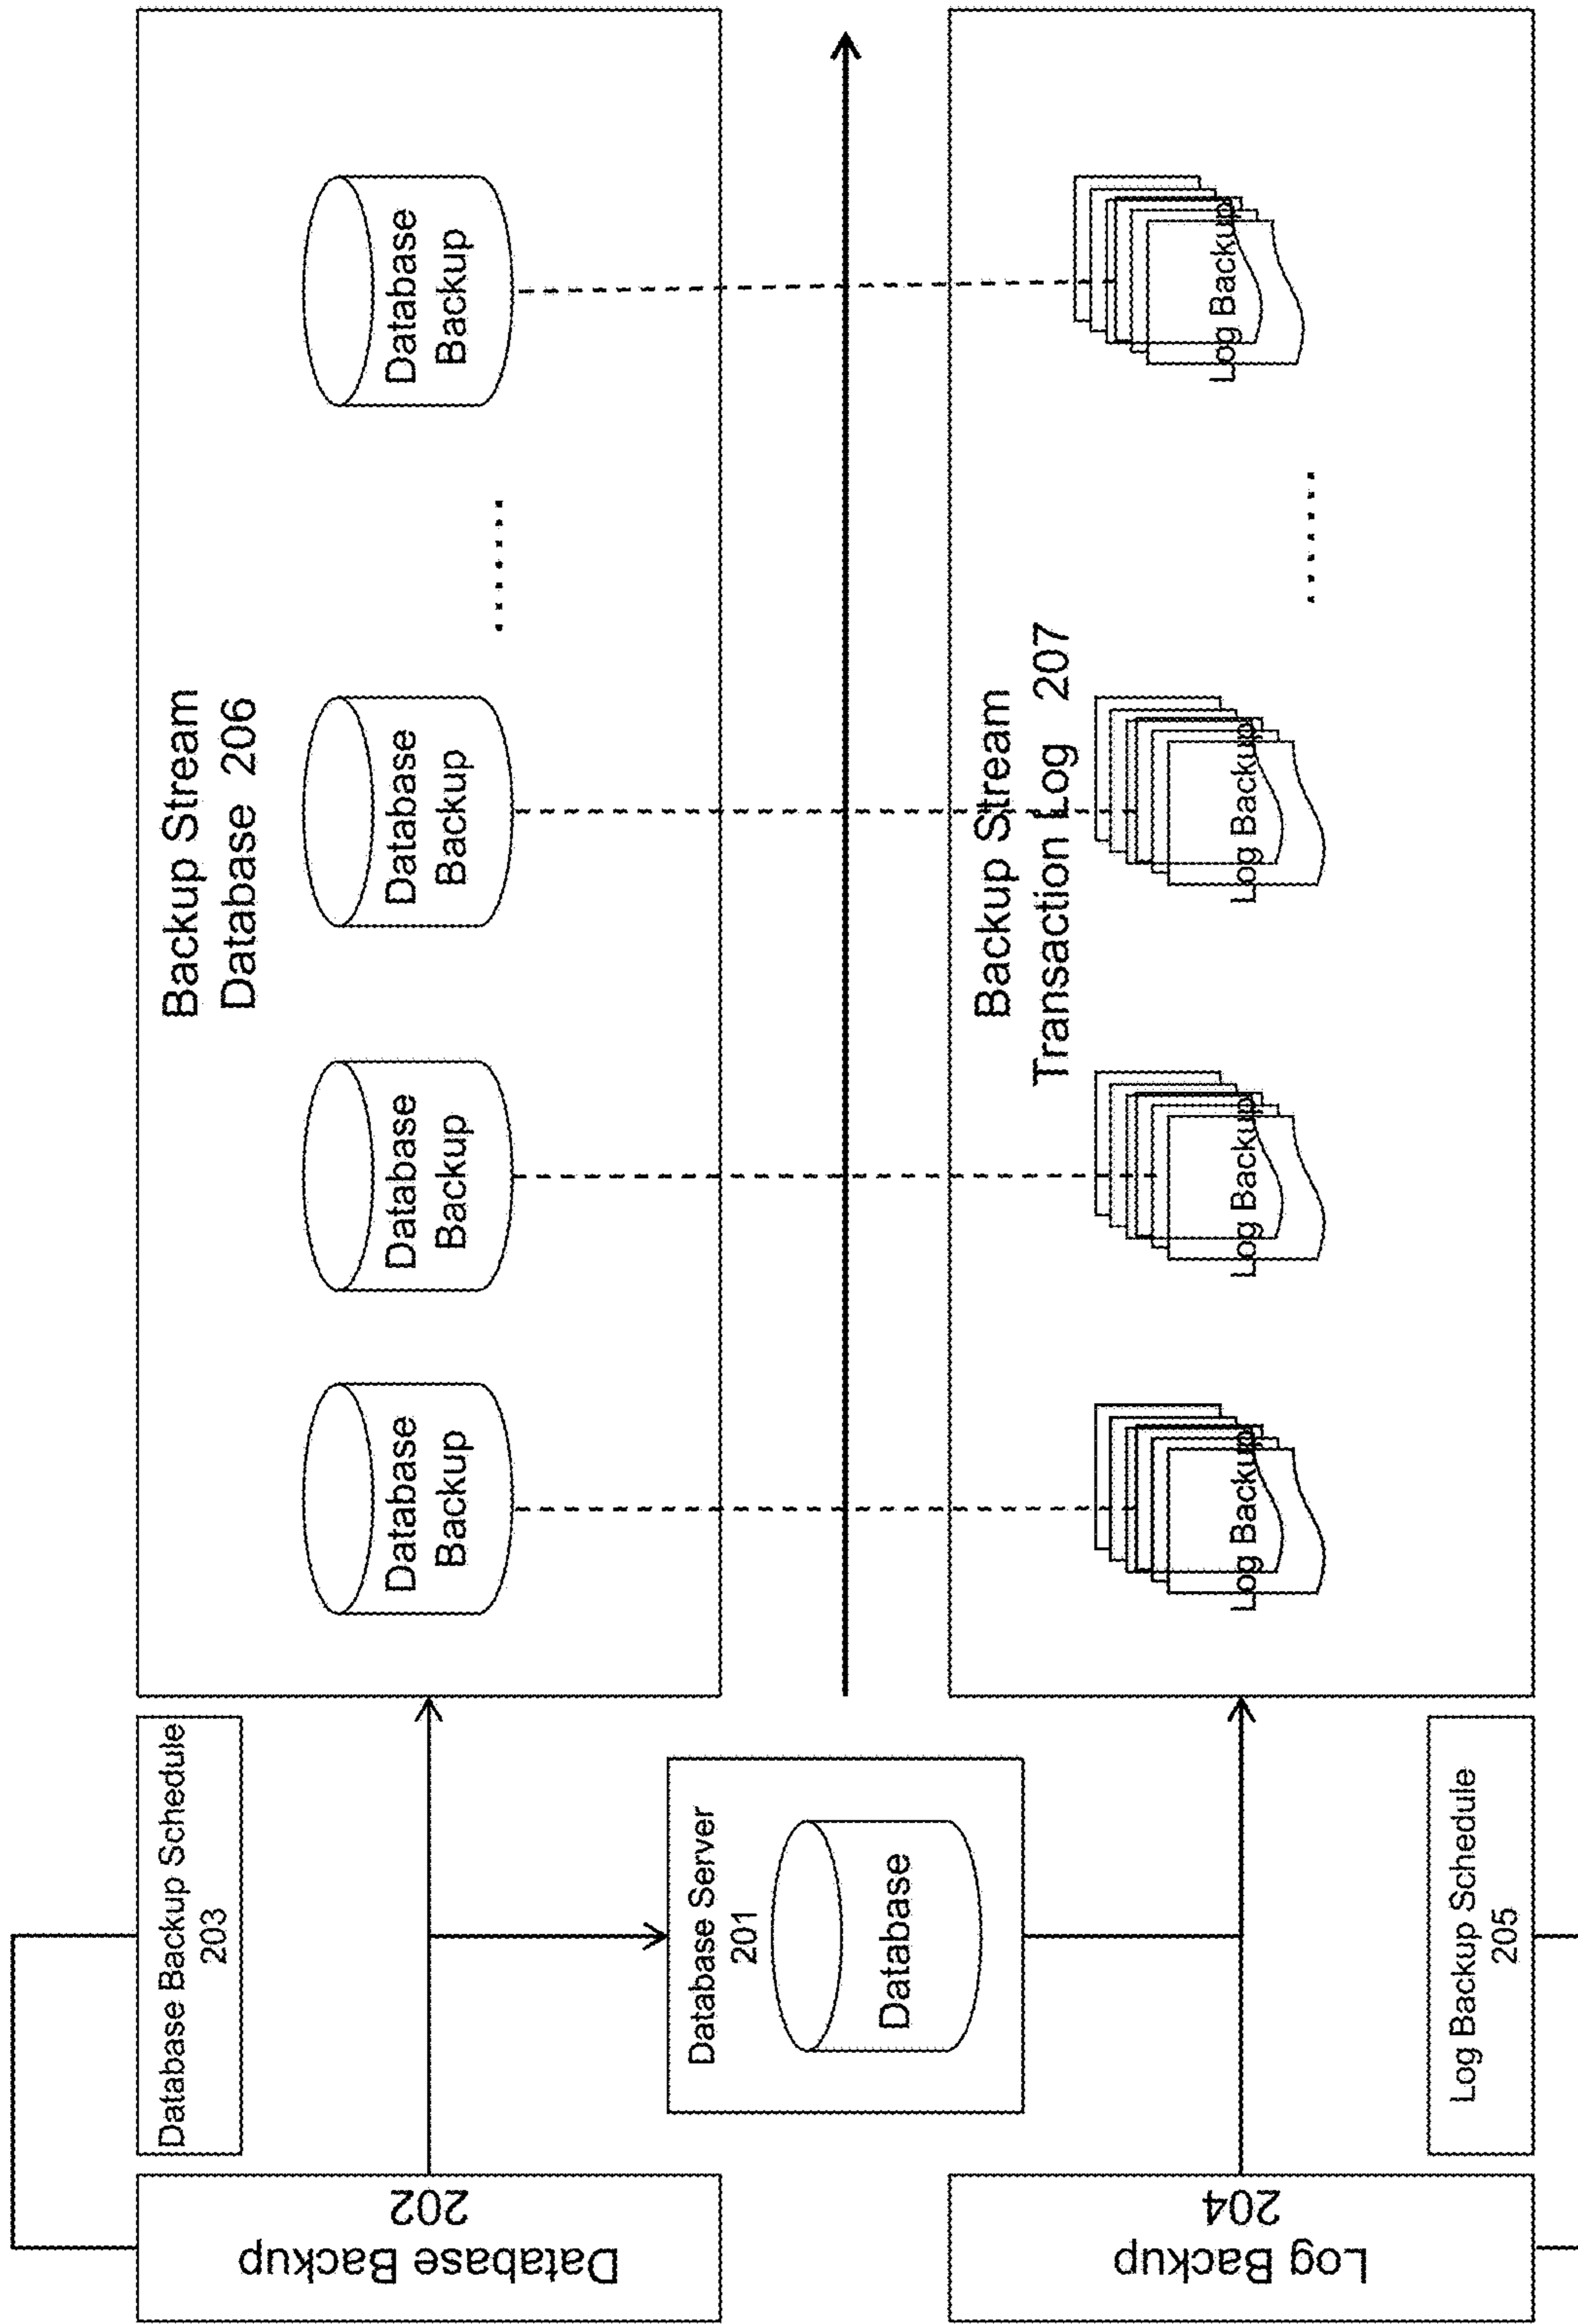 Database Backup
202
Database Backup Schedule
203
Backup Stream
Database 206
Database
Backup
Database
Backup
Database
Backup
......
Database
Backup
Database Server
201
Database
Log Backup
204
Log Backup Schedule
205
Backup Stream
Transaction Log 207
Log Backup
Log Backup
Log Backup
......
Log Backup